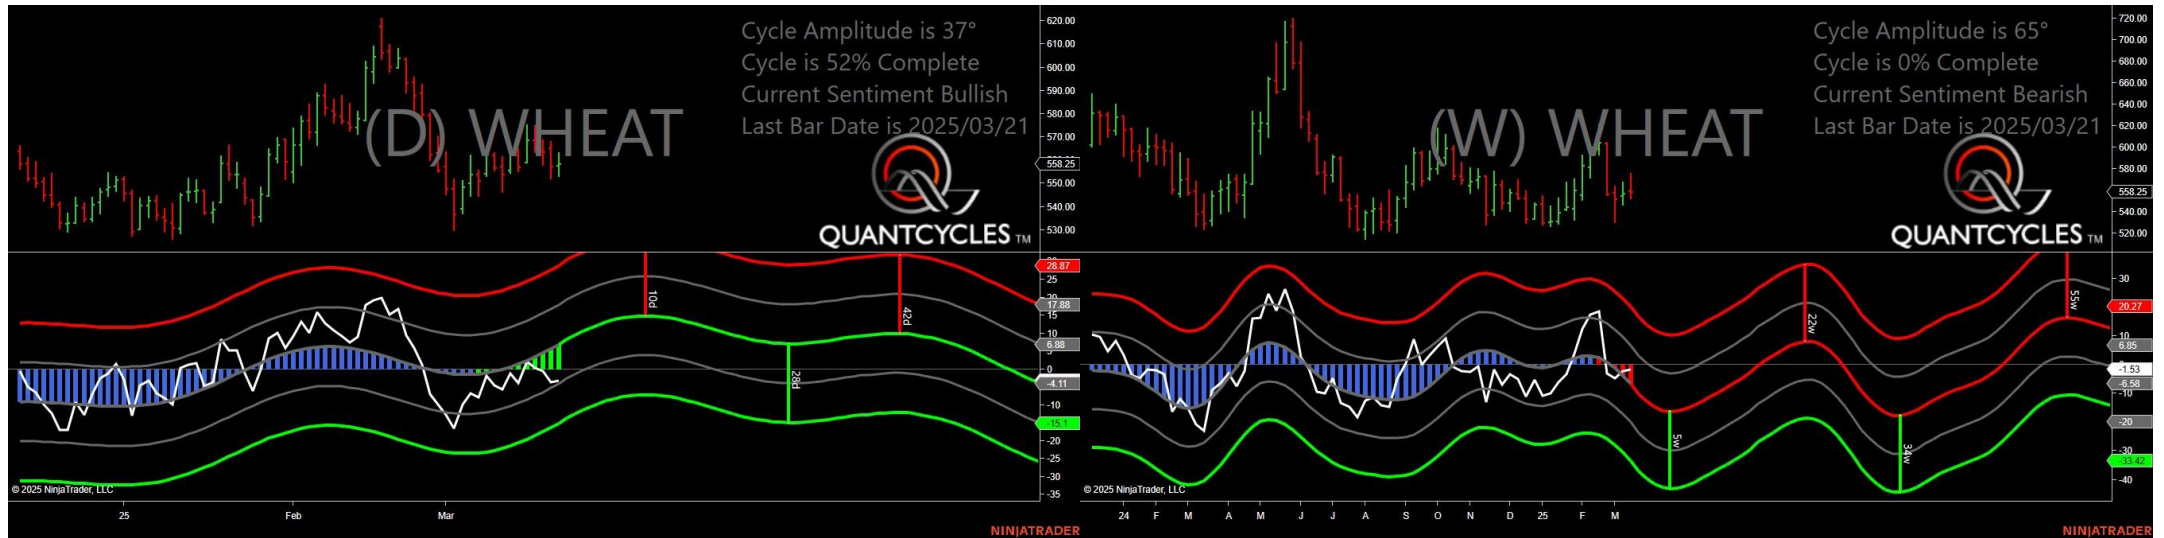 Cycle Amplitude is 37°
Cycle is 52% Complete
Current Sentiment Bullish
Last Bar Date is 2025/03/21
(D) WHEAT
QUANTCYCLES TM
620.00
610.00
600.00
590.00
580.00
570.00
558.25
550.00
540.00
530.00
28.87
25
17.88
15
10
6.88
0
-4.11
-10
-15.1
-20
-25
-30
-35
10d
28d
42d
© 2025 NinjaTrader, LLC
25 Feb Mar
NINJATRADER
Cycle Amplitude is 65°
Cycle is 0% Complete
Current Sentiment Bearish
Last Bar Date is 2025/03/21
(W) WHEAT
QUANTCYCLES TM
720.00
700.00
680.00
660.00
640.00
620.00
600.00
580.00
558.25
540.00
520.00
30
20.27
10
6.85
-1.53
-6.58
-10
-20
-30
-33.42
-40
5w
22w
34w
55w
© 2025 NinjaTrader, LLC
24 F M A M J J A S O N D 25 F M
NINJATRADER